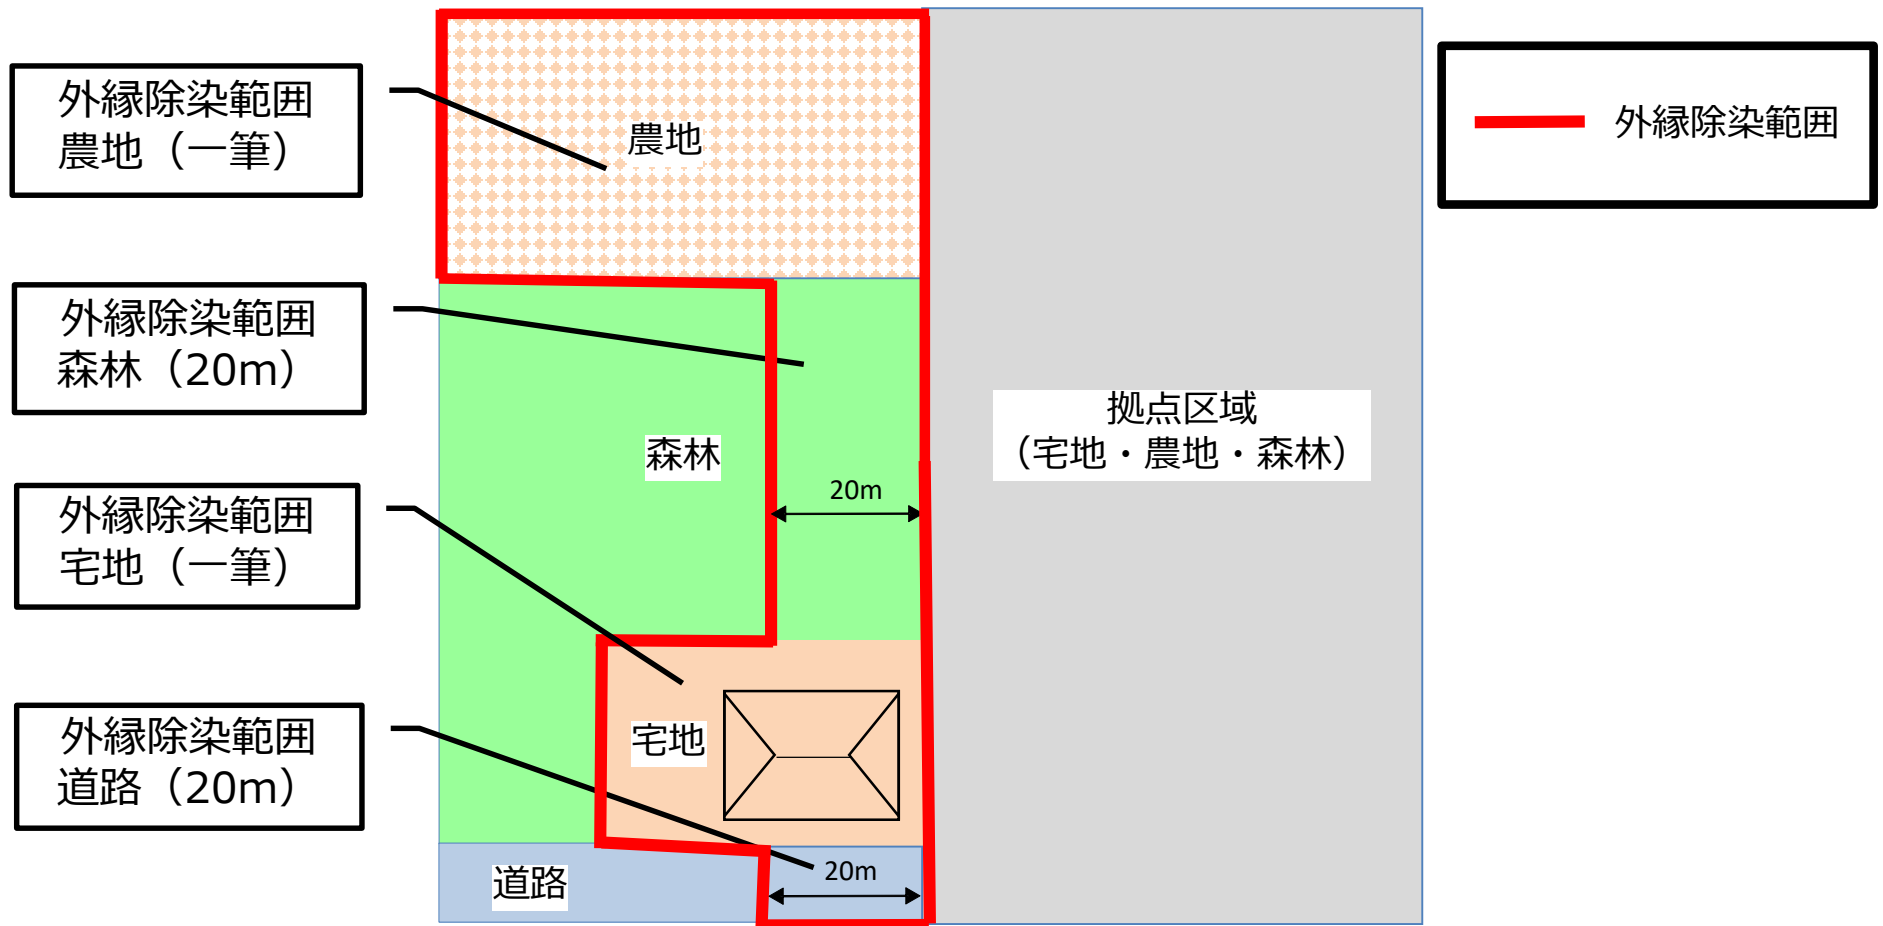 外縁除染範囲
農地（一筆）
外縁除染範囲
森林（20m）
外縁除染範囲
宅地（一筆）
外縁除染範囲
道路（20m）
農地
森林
20m
宅地
道路
20m
拠点区域
（宅地・農地・森林）
外縁除染範囲